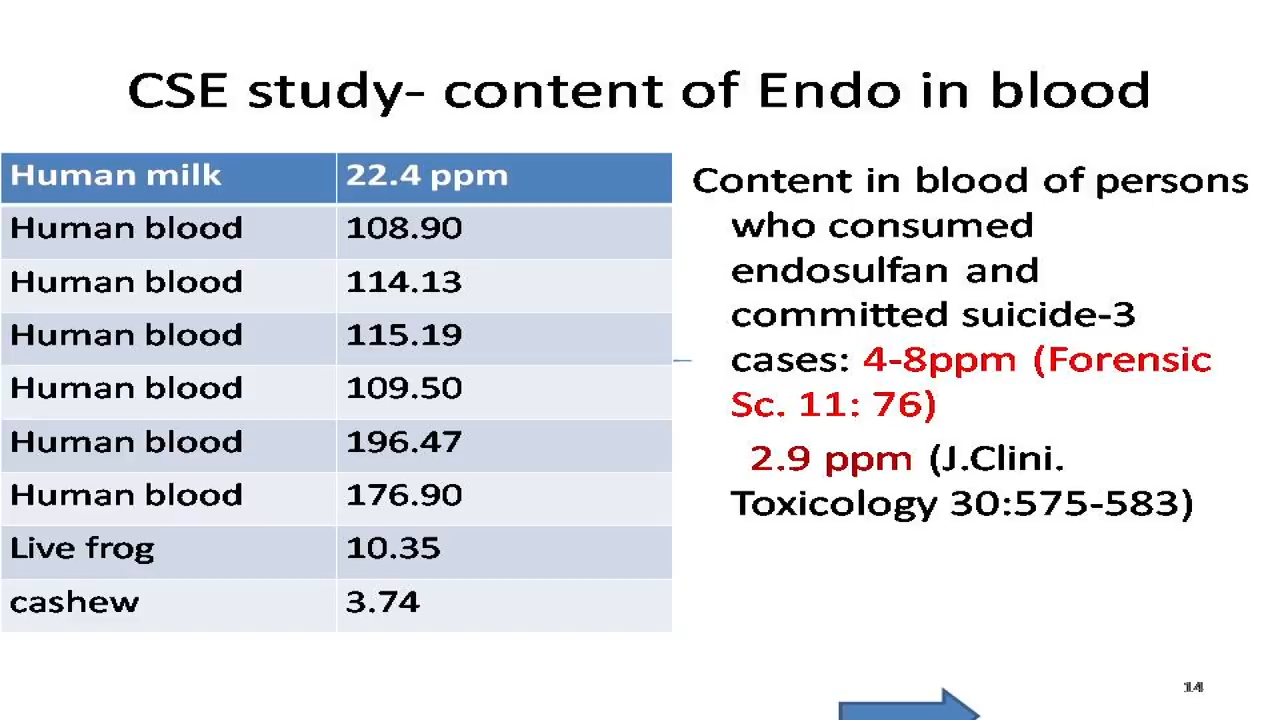 CSE study- content of Endo in blood
Human milk 22.4 ppm
Human blood 108.90
Human blood 114.13
Human blood 115.19
Human blood 109.50
Human blood 196.47
Human blood 176.90
Live frog 10.35
cashew 3.74
Content in blood of persons
who consumed
endosulfan and
committed suicide-3
cases: 4-8ppm (Forensic
Sc. 11: 76)
2.9 ppm (J.Clini.
Toxicology 30:575-583)
14